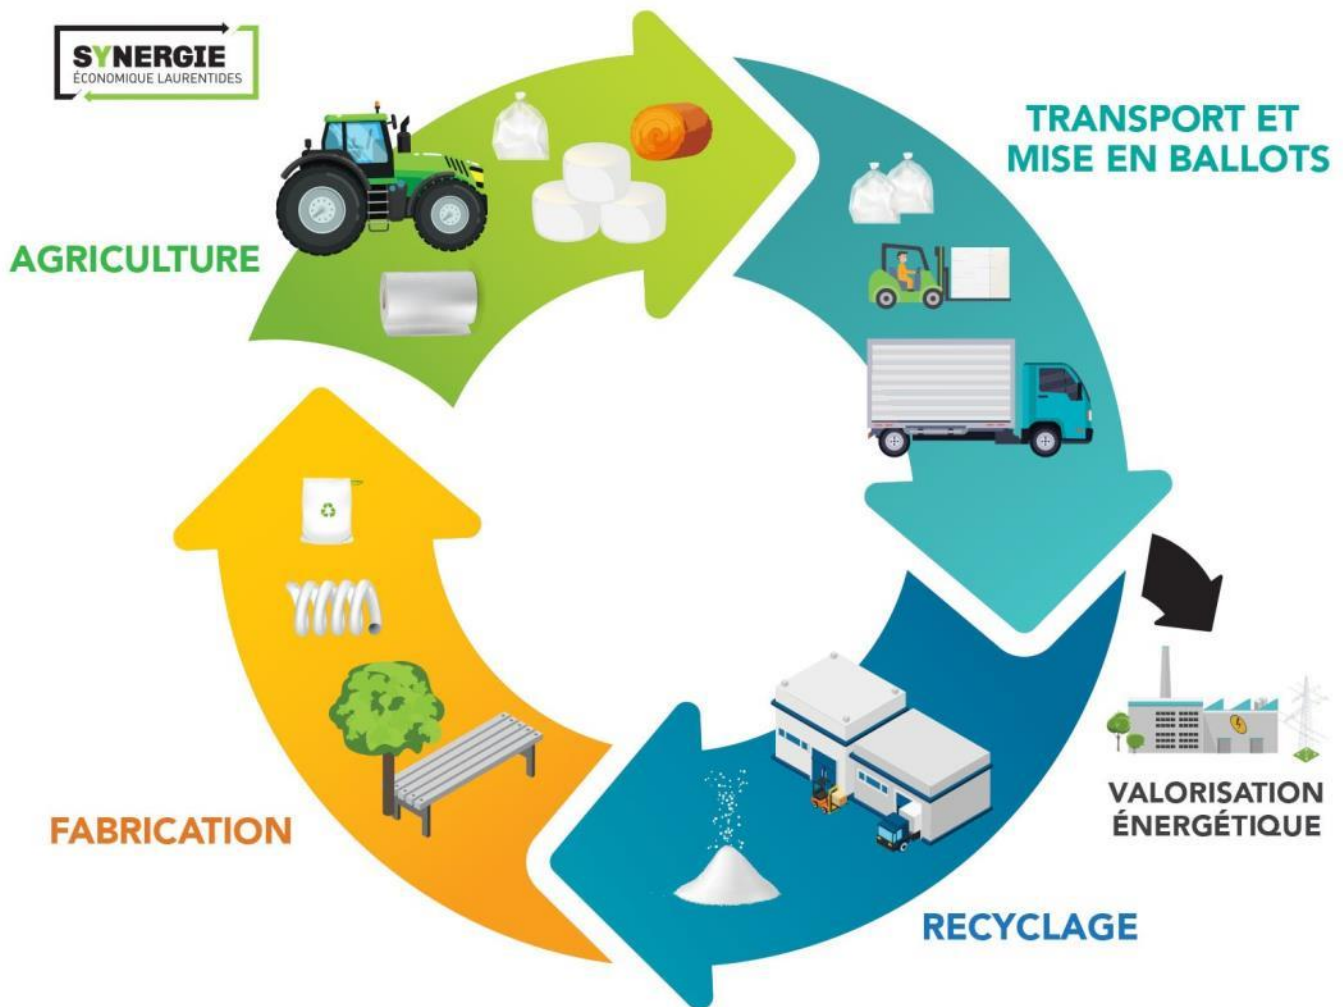 SYNERGIE
ÉCONOMIQUE LAURENTIDES
TRANSPORT ET
MISE EN BALLOTS
AGRICULTURE
VALORISATION
ÉNERGÉTIQUE
FABRICATION
RECYCLAGE